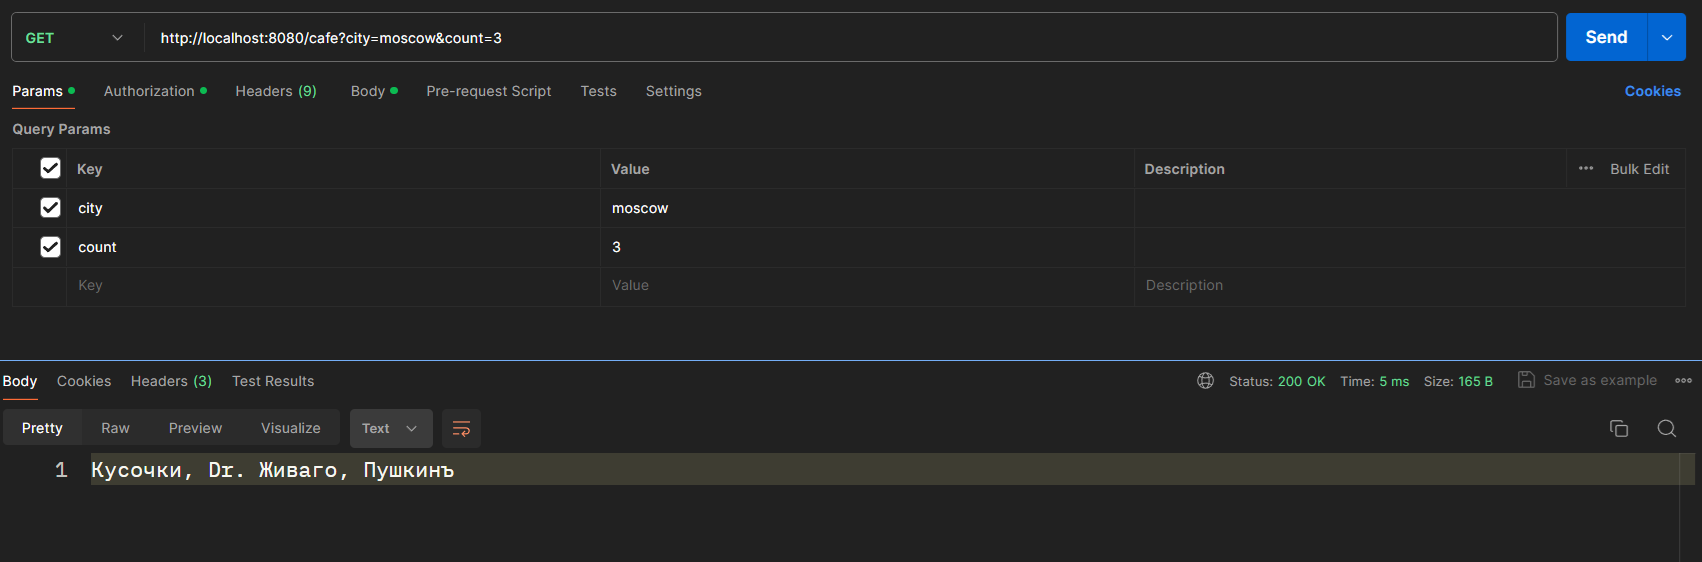 GET http://localhost:8080/cafe?city=moscow&count=3 Send
Params Authorization Headers (9) Body Pre-request Script Tests Settings Cookies
Query Params
Key Value Description ••• Bulk Edit
city moscow
count 3
Key Value Description
Body Cookies Headers (3) Test Results Status: 200 OK Time: 5 ms Size: 165 B Save as example
Pretty Raw Preview Visualize Text
1 Кусочки, Dr. Живаго, Пушкинъ